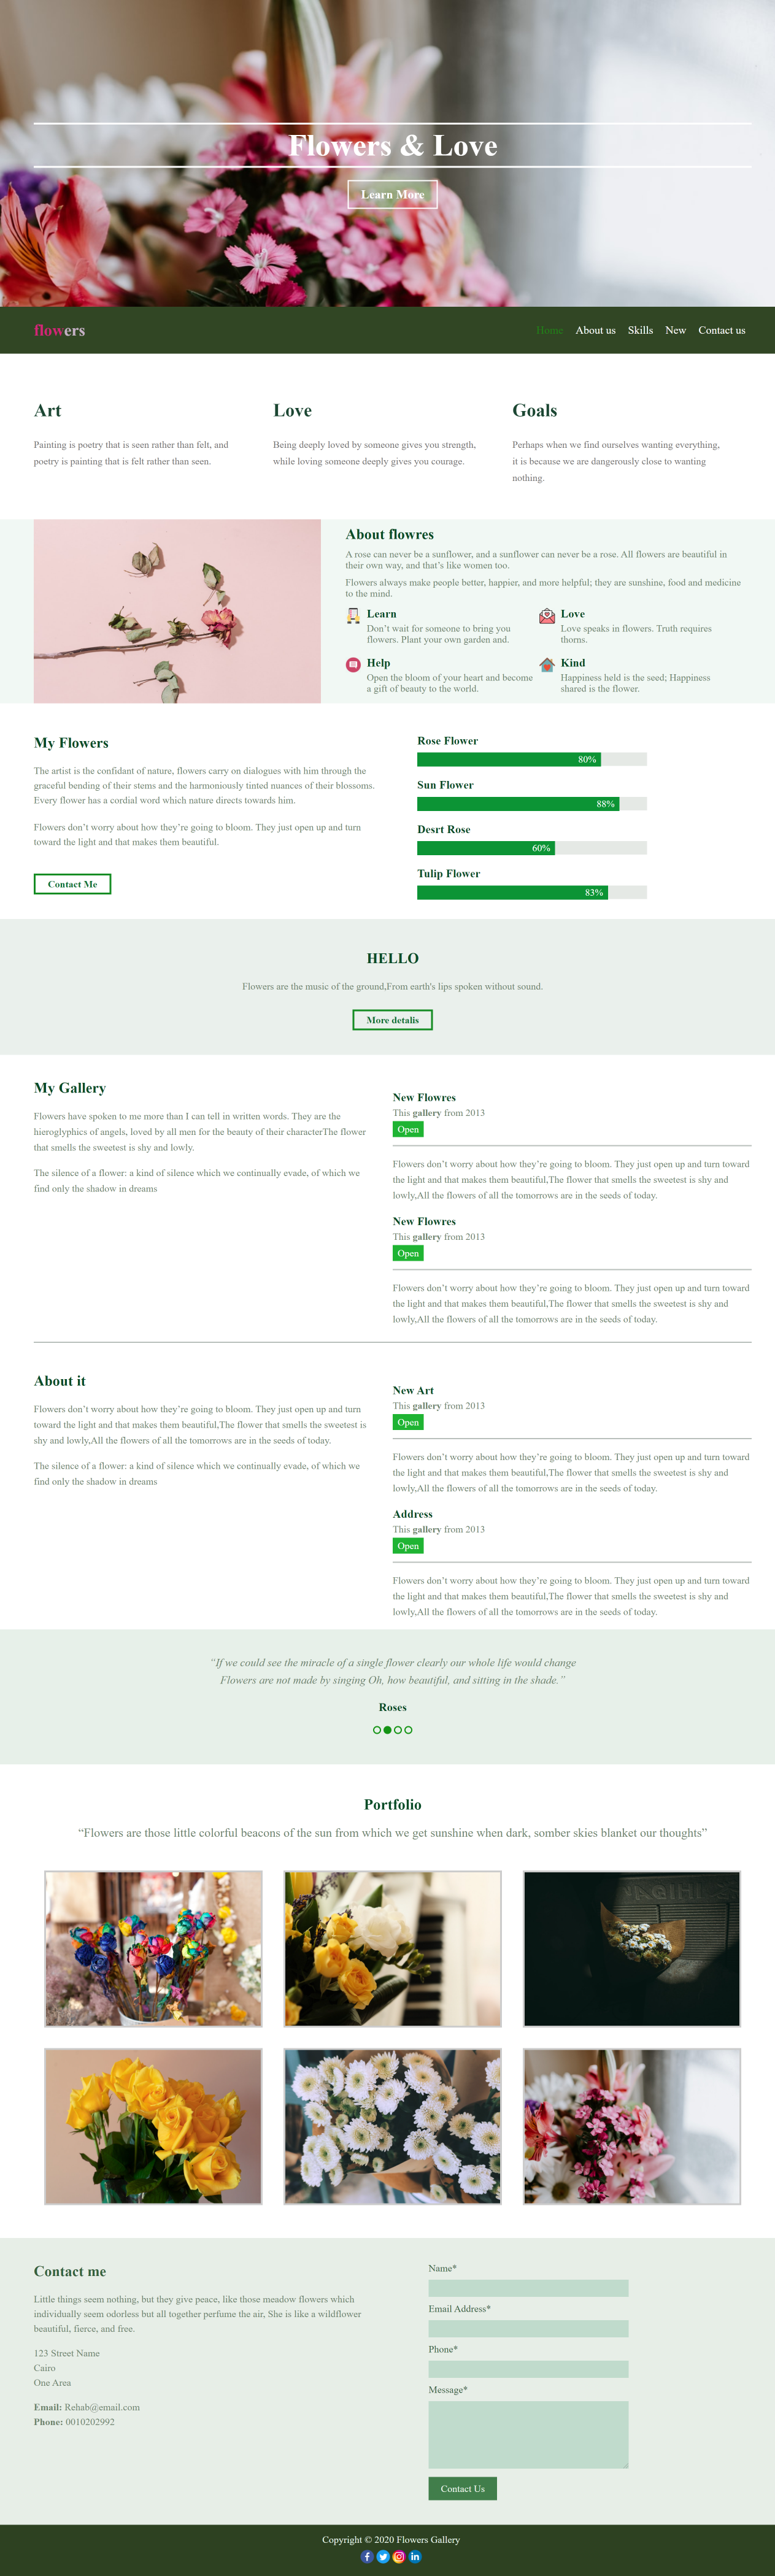 Flowers & Love
Learn More
flowers
Home About us Skills New Contact us
Art
Painting is poetry that is seen rather than felt, and
poetry is painting that is felt rather than seen.
Love
Being deeply loved by someone gives you strength,
while loving someone deeply gives you courage.
Goals
Perhaps when we find ourselves wanting everything,
it is because we are dangerously close to wanting
nothing.
About flowres
A rose can never be a sunflower, and a sunflower can never be a rose. All flowers are beautiful in
their own way, and that’s like women too.
Flowers always make people better, happier, and more helpful; they are sunshine, food and medicine
to the mind.
Learn
Don’t wait for someone to bring you
flowers. Plant your own garden and.
Love
Love speaks in flowers. Truth requires
thorns.
Help
Open the bloom of your heart and become
a gift of beauty to the world.
Kind
Happiness held is the seed; Happiness
shared is the flower.
My Flowers
The artist is the confidant of nature, flowers carry on dialogues with him through the
graceful bending of their stems and the harmoniously tinted nuances of their blossoms.
Every flower has a cordial word which nature directs towards him.
Flowers don’t worry about how they’re going to bloom. They just open up and turn
toward the light and that makes them beautiful.
Contact Me
Rose Flower
80%
Sun Flower
88%
Desrt Rose
60%
Tulip Flower
83%
HELLO
Flowers are the music of the ground,From earth's lips spoken without sound.
More detalis
My Gallery
Flowers have spoken to me more than I can tell in written words. They are the
hieroglyphics of angels, loved by all men for the beauty of their characterThe flower
that smells the sweetest is shy and lowly.
The silence of a flower: a kind of silence which we continually evade, of which we
find only the shadow in dreams
New Flowres
This gallery from 2013
Open
Flowers don’t worry about how they’re going to bloom. They just open up and turn toward
the light and that makes them beautiful,The flower that smells the sweetest is shy and
lowly,All the flowers of all the tomorrows are in the seeds of today.
New Flowres
This gallery from 2013
Open
Flowers don’t worry about how they’re going to bloom. They just open up and turn toward
the light and that makes them beautiful,The flower that smells the sweetest is shy and
lowly,All the flowers of all the tomorrows are in the seeds of today.
About it
Flowers don’t worry about how they’re going to bloom. They just open up and turn
toward the light and that makes them beautiful,The flower that smells the sweetest is
shy and lowly,All the flowers of all the tomorrows are in the seeds of today.
The silence of a flower: a kind of silence which we continually evade, of which we
find only the shadow in dreams
New Art
This gallery from 2013
Open
Flowers don’t worry about how they’re going to bloom. They just open up and turn toward
the light and that makes them beautiful,The flower that smells the sweetest is shy and
lowly,All the flowers of all the tomorrows are in the seeds of today.
Address
This gallery from 2013
Open
Flowers don’t worry about how they’re going to bloom. They just open up and turn toward
the light and that makes them beautiful,The flower that smells the sweetest is shy and
lowly,All the flowers of all the tomorrows are in the seeds of today.
“If we could see the miracle of a single flower clearly our whole life would change
Flowers are not made by singing Oh, how beautiful, and sitting in the shade.”
Roses
Portfolio
“Flowers are those little colorful beacons of the sun from which we get sunshine when dark, somber skies blanket our thoughts”
Contact me
Little things seem nothing, but they give peace, like those meadow flowers which
individually seem odorless but all together perfume the air, She is like a wildflower
beautiful, fierce, and free.
123 Street Name
Cairo
One Area
Email: Rehab@email.com
Phone: 0010202992
Name*
Email Address*
Phone*
Message*
Contact Us
Copyright © 2020 Flowers Gallery